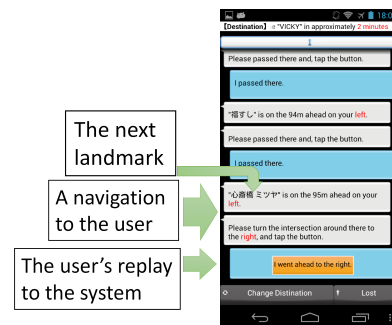 18:0
【Destination】 ¤ "VICKY" in approximately 2 minutes
Please passed there and, tap the button.
I passed there.
"福すし" is on the 94m ahead on your left.
Please passed there and, tap the button.
I passed there.
"心斎橋 ミツヤ" is on the 95m ahead on your
left.
Please turn the intersection around there to
the right, and tap the button.
I went ahead to the right.
Change Distination
Lost
The next
landmark
A navigation
to the user
The user's replay
to the system